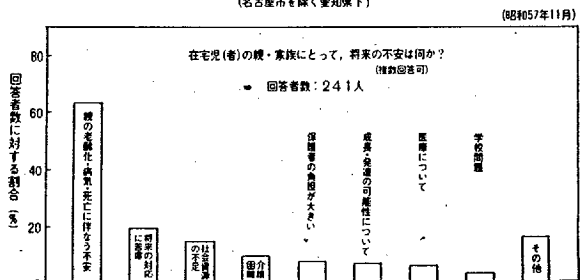 (名古屋市を除く愛知県下)
(昭和57年11月)
在宅児(者)の親・家族にとって,将来の不安は何か?
(複数回答可)
回答者数:241人
回答者数に対する割合(%)
80
60
40
20
親の老齢化・病気・死亡に伴なう不安
将来の対応に苦慮
社会資源の不足
介護困難
保護者の負担が大きい
成長・発達の可能性について
医療について
学校問題
その他